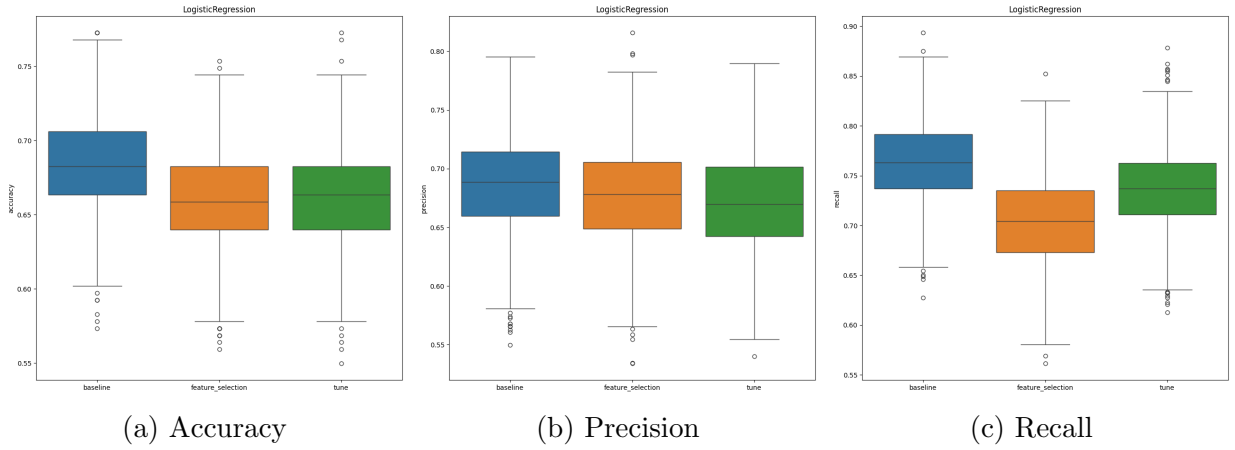 LogisticRegression
accuracy
0.75
0.70
0.65
0.60
0.55
baseline feature_selection tune
(a) Accuracy
LogisticRegression
precision
0.80
0.75
0.70
0.65
0.60
0.55
baseline feature_selection tune
(b) Precision
LogisticRegression
recall
0.90
0.85
0.80
0.75
0.70
0.65
0.60
0.55
baseline feature_selection tune
(c) Recall